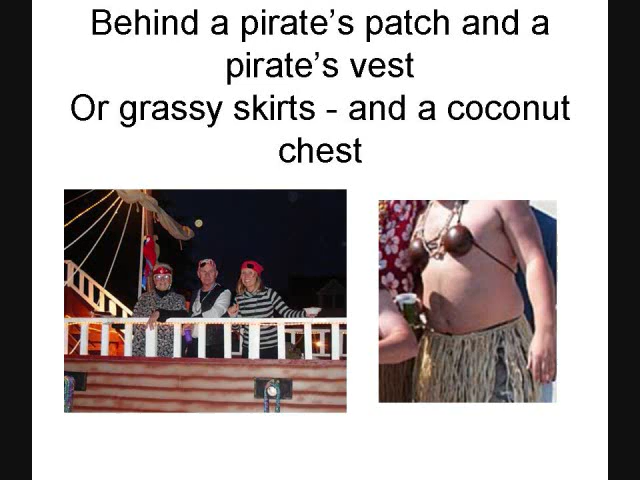 Behind a pirate’s patch and a
pirate’s vest
Or grassy skirts - and a coconut
chest